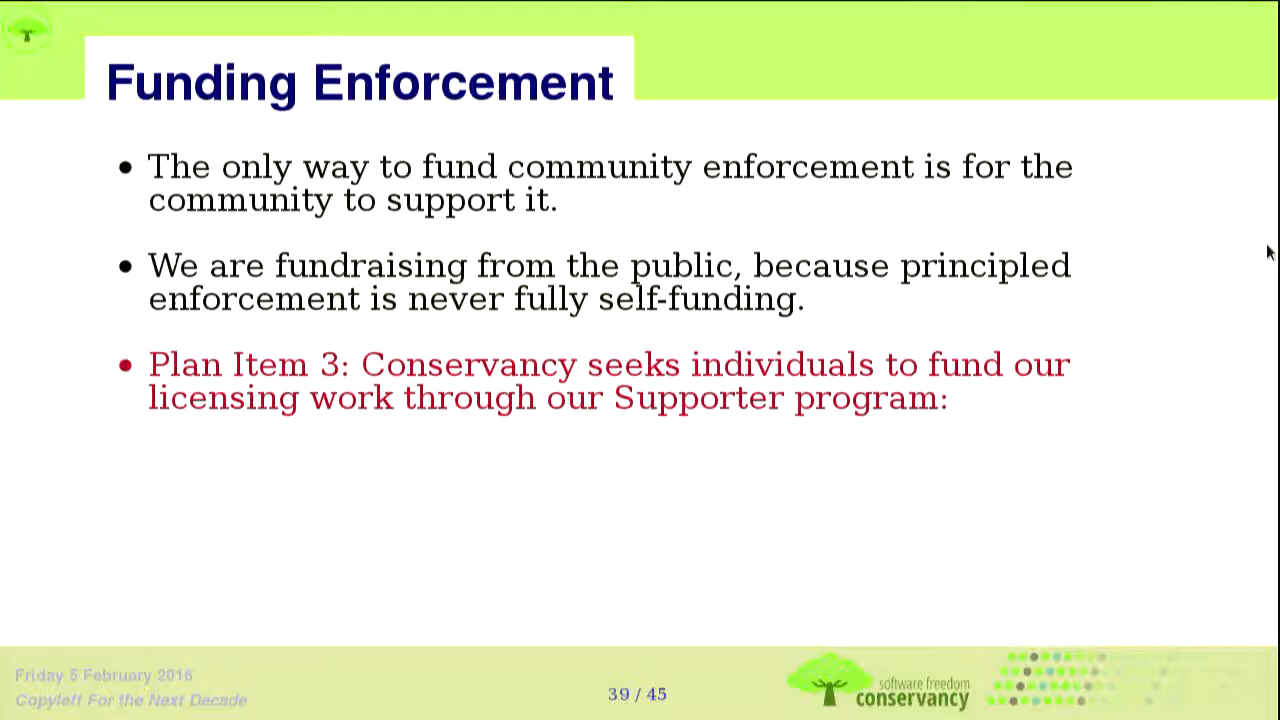 Funding Enforcement
• The only way to fund community enforcement is for the
community to support it.
• We are fundraising from the public, because principled
enforcement is never fully self-funding.
• Plan Item 3: Conservancy seeks individuals to fund our
licensing work through our Supporter program:
Friday 5 February 2016
Copyleft For the Next Decade
39 / 45
software freedom
conservancy